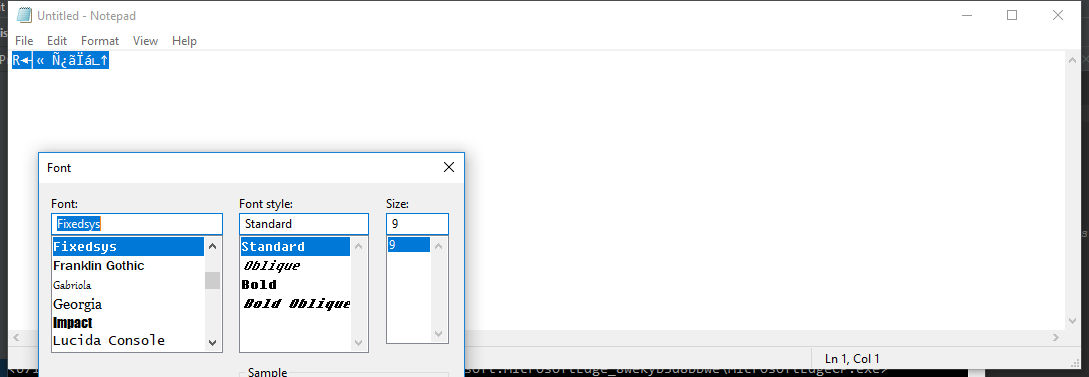 Untitled - Notepad
File Edit Format View Help
R◄┤« Ñ¿ãÏá∟↑
Font
Font: Font style: Size:
Fixedsys Standard 9
Fixedsys Standard 9
Franklin Gothic Oblique
Gabriola Bold
Georgia Bold Oblique
Impact
Lucida Console
Sample
Ln 1, Col 1